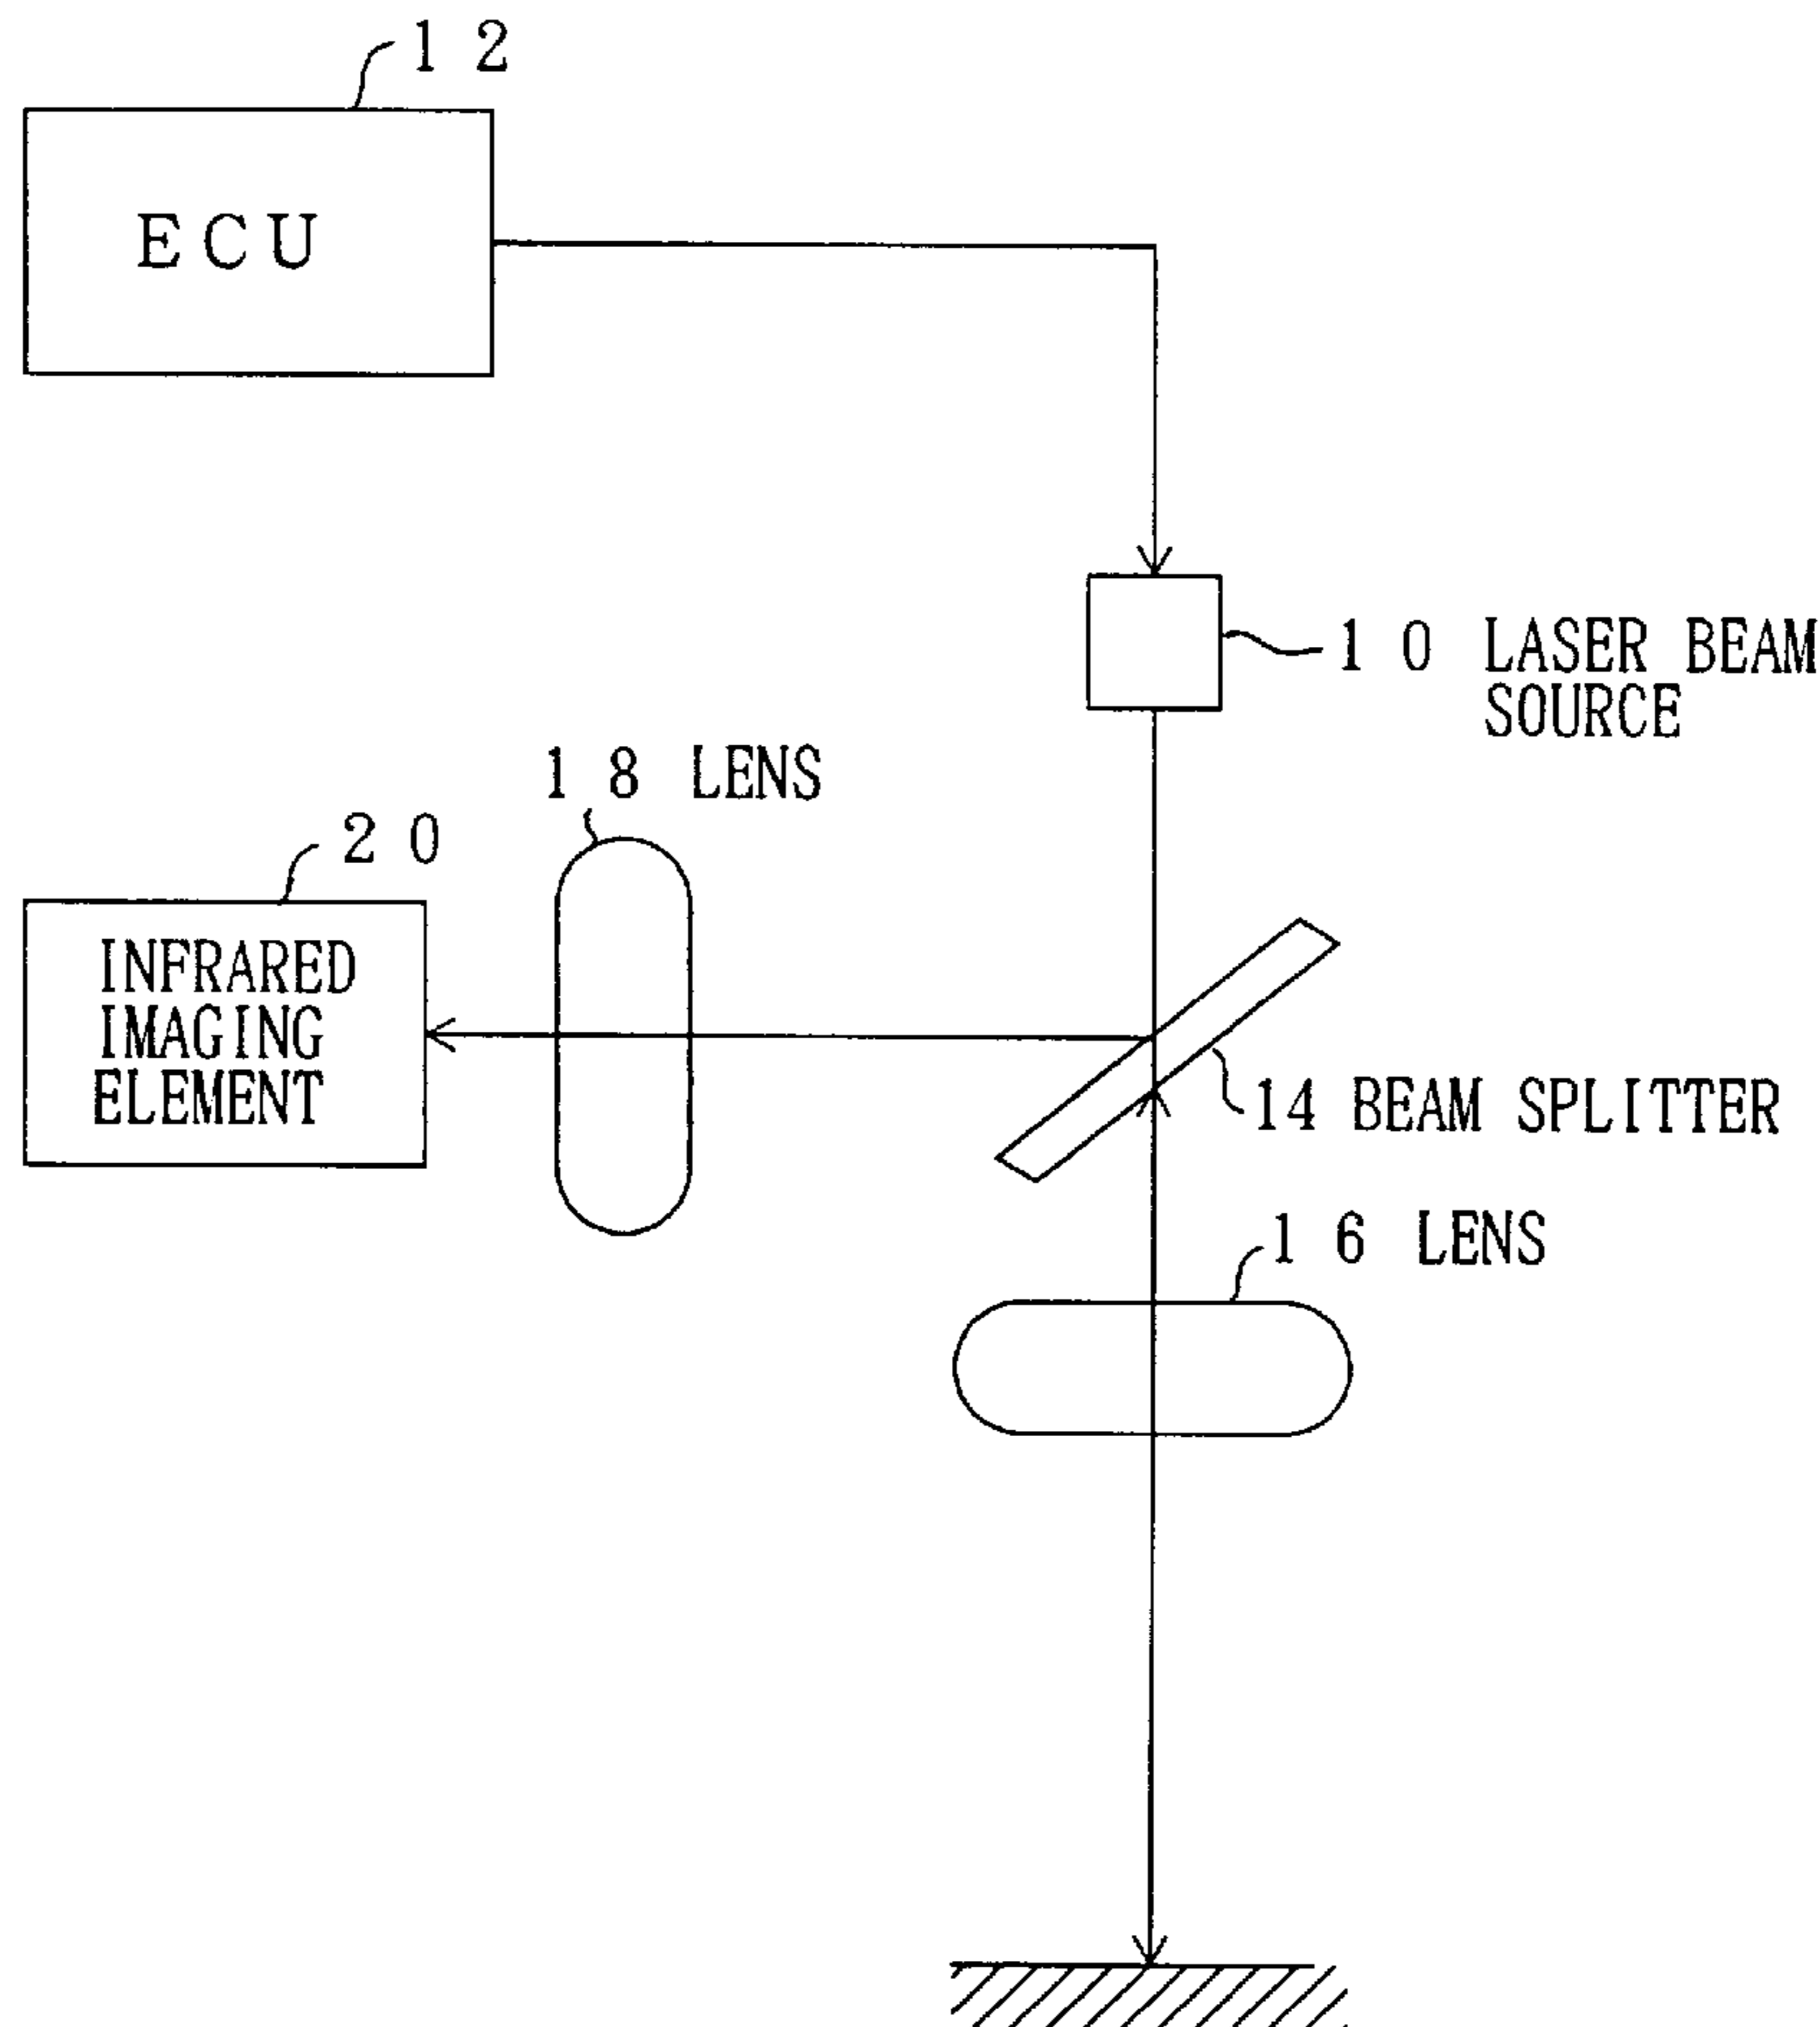 12
ECU
10 LASER BEAM
SOURCE
18 LENS
20
INFRARED
IMAGING
ELEMENT
14 BEAM SPLITTER
16 LENS